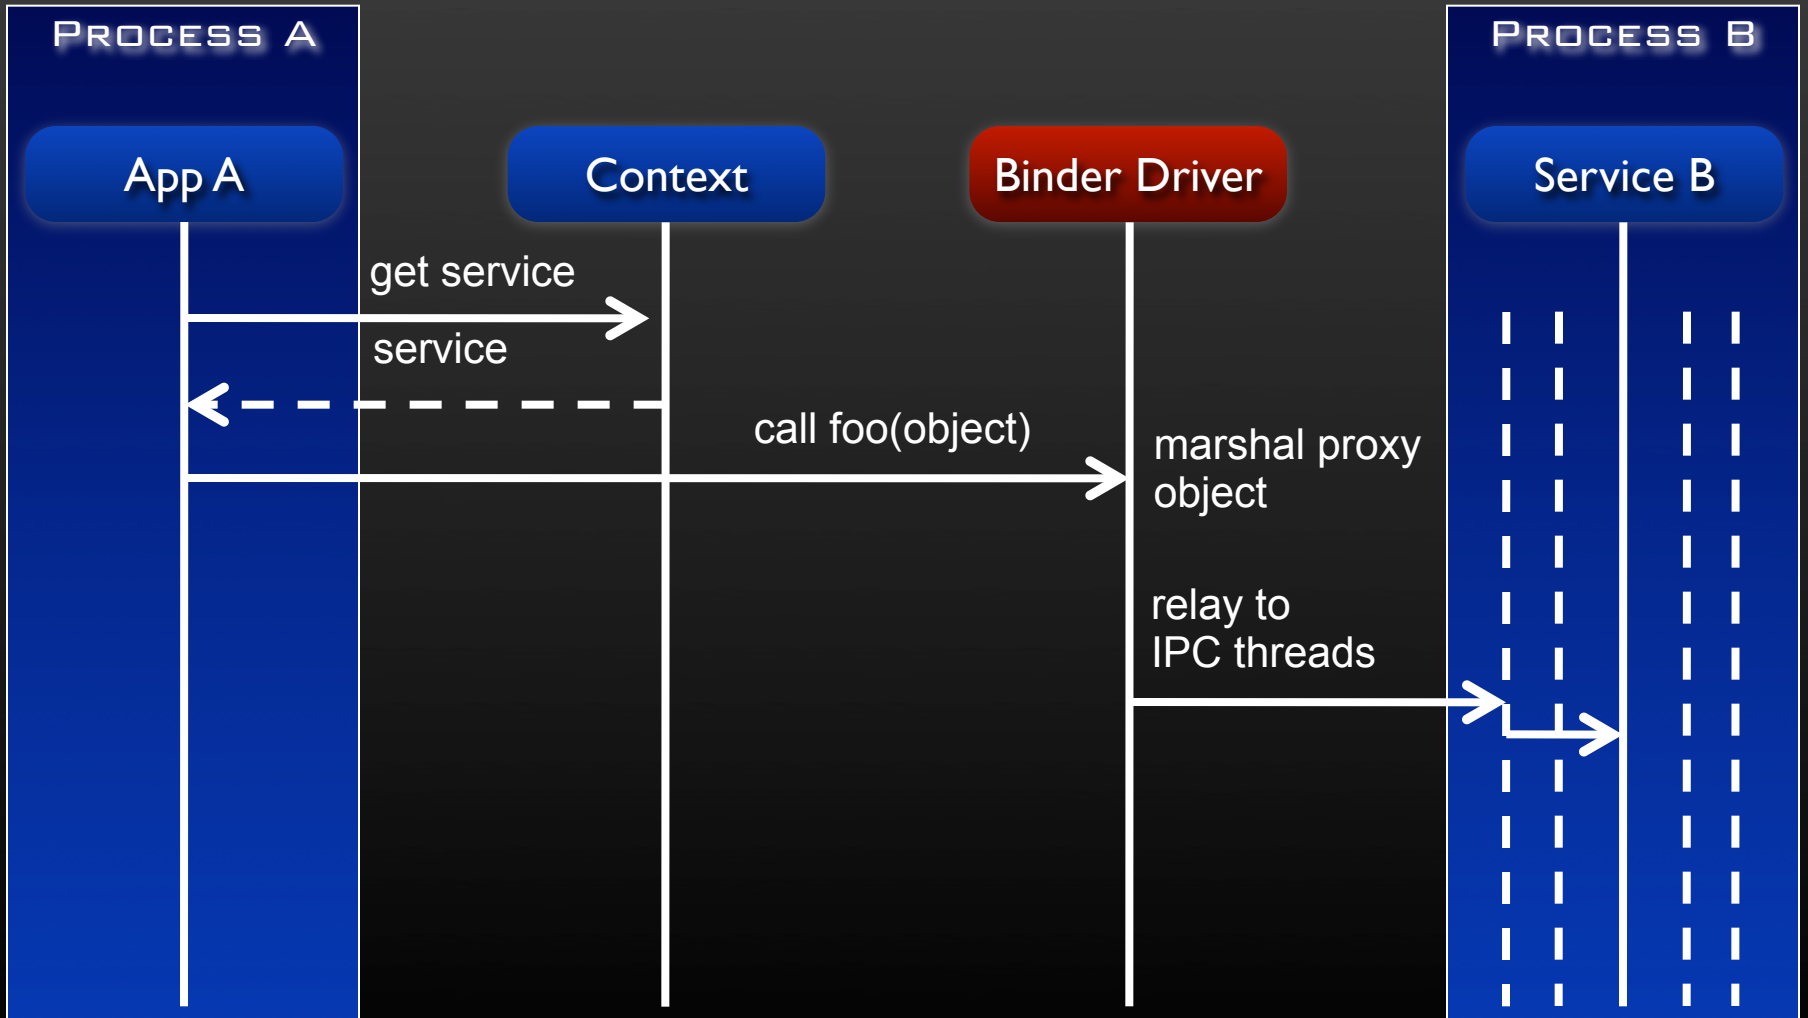 Process A
Process B
App A
Context
Binder Driver
Service B
get service
service
call foo(object)
marshal proxy
object
relay to
IPC threads